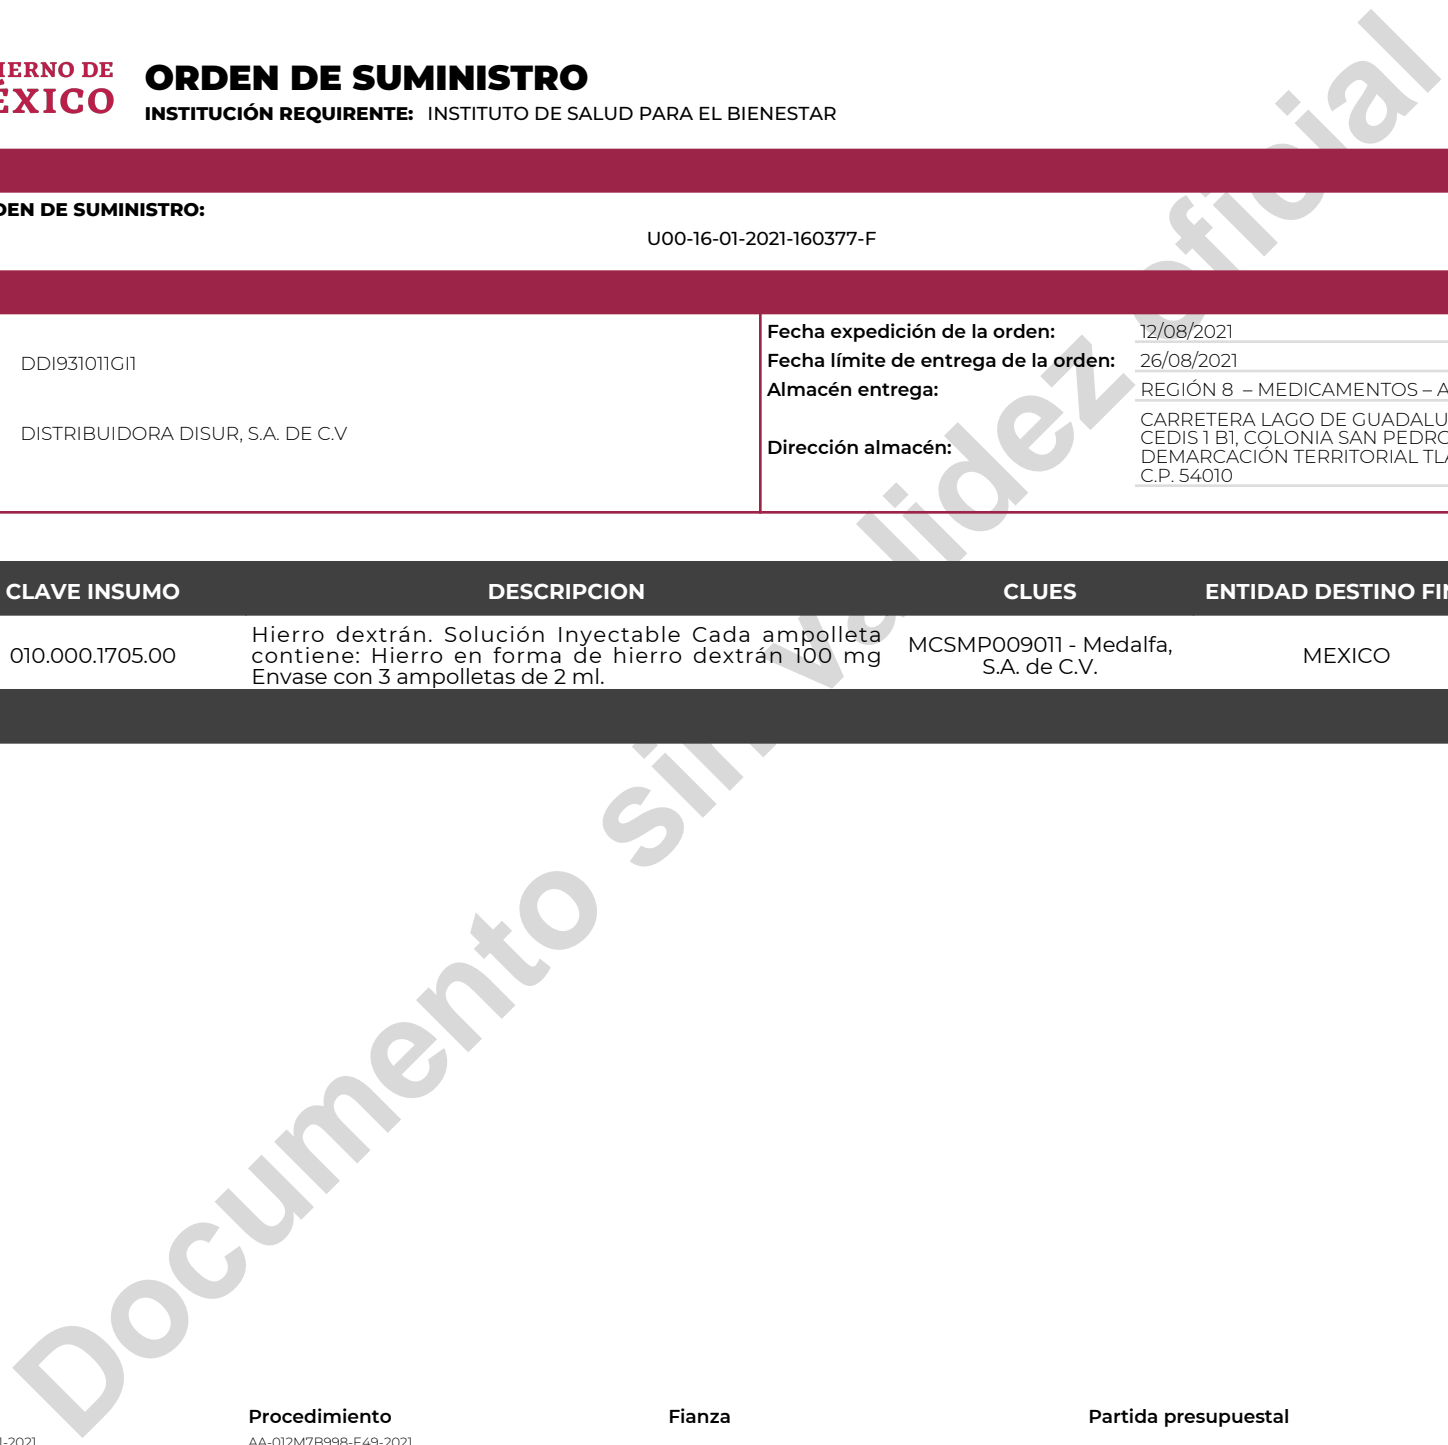 IERNO DE
ÉXICO
ORDEN DE SUMINISTRO
INSTITUCIÓN REQUIRENTE: INSTITUTO DE SALUD PARA EL BIENESTAR
DEN DE SUMINISTRO:
U00-16-01-2021-160377-F
DDI931011GI1
DISTRIBUIDORA DISUR, S.A. DE C.V
Fecha expedición de la orden: 12/08/2021
Fecha límite de entrega de la orden: 26/08/2021
Almacén entrega: REGIÓN 8 – MEDICAMENTOS – A
Dirección almacén:
CARRETERA LAGO DE GUADALU
CEDIS 1 B1, COLONIA SAN PEDRO
DEMARCACIÓN TERRITORIAL TLA
C.P. 54010
CLAVE INSUMO DESCRIPCION CLUES ENTIDAD DESTINO FIN
010.000.1705.00
Hierro dextrán. Solución Inyectable Cada ampolleta
contiene: Hierro en forma de hierro dextrán 100 mg
Envase con 3 ampolletas de 2 ml.
MCSMP009011 - Medalfa,
S.A. de C.V.
MEXICO
Documento sin validez oficial
Procedimiento Fianza Partida presupuestal
-2021 AA-012M7B998-E49-2021